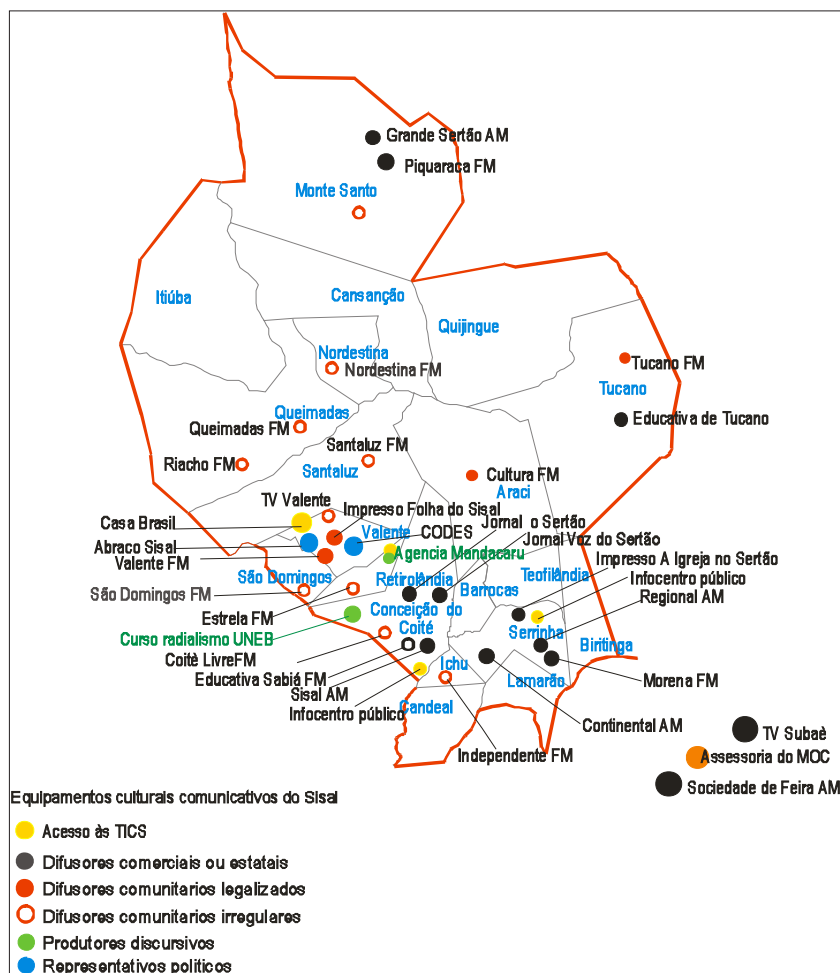 Grande Sertão AM
Piquaraca FM
Monte Santo
Itiúba
Cansanção
Quijingue
Nordestina
Nordestina FM
Tucano FM
Tucano
Queimadas
Queimadas FM
Educativa de Tucano
Santaluz FM
Riacho FM
Santaluz
Cultura FM
Araci
TV Valente
Impresso Folha do Sisal
Casa Brasil
Jornal o Sertão
Valente
CODES
Jornal Voz do Sertão
Abraco Sisal
Agencia Mandacaru
Impresso A Igreja no Sertão
Valente FM
São Domingos
Retirolândia
Teofilândia
Infocentro público
São Domingos FM
Barrocas
Regional AM
Estrela FM
Conceição do
Coité
Serrinha
Curso radialismo UNEB
Biritinga
Coitè LivreFM
Ichu
Educativa Sabiá FM
Lamarão
Morena FM
Sisal AM
Infocentro público
Candeal
Continental AM
TV Subaè
Independente FM
Assessoria do MOC
Sociedade de Feira AM
Equipamentos culturais comunicativos do Sisal
Acesso às TICS
Difusores comerciais ou estatais
Difusores comunitarios legalizados
Difusores comunitarios irregulares
Produtores discursivos
Representativos politicos